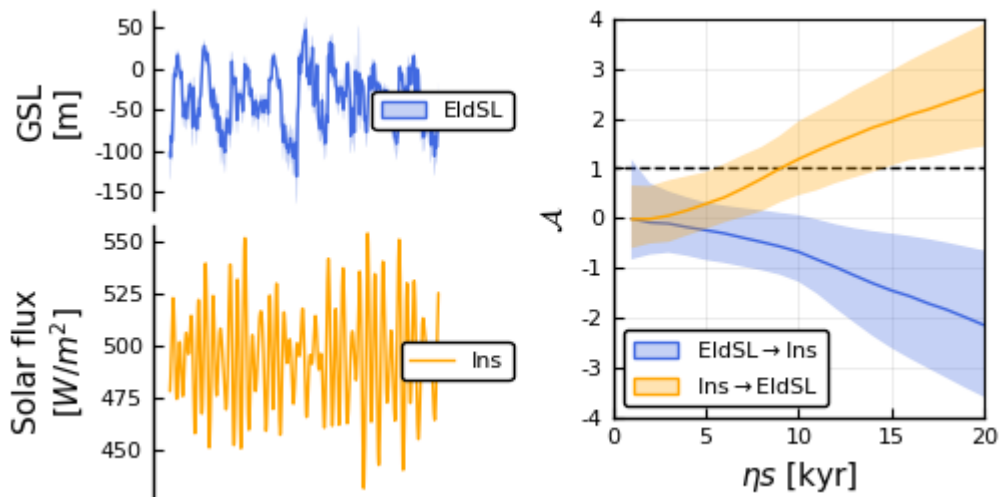 GSL
[m]
50
0
-50
-100
-150
EldSL
Solar flux
[W/m²]
550
525
500
475
450
Ins
𝒜
4
3
2
1
0
-1
-2
-3
-4
EldSL → Ins
Ins → EldSL
0
5
10
15
20
ηs [kyr]